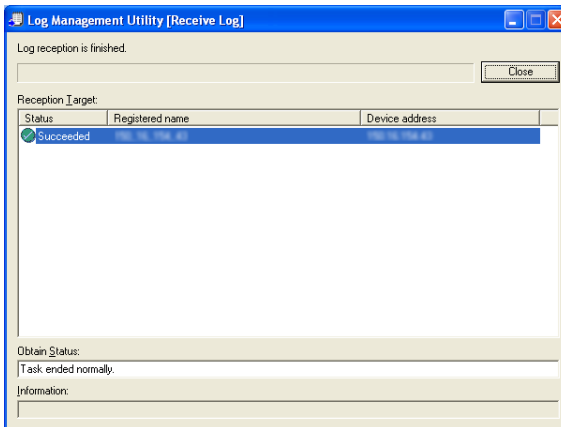 Log Management Utility [Receive Log]
Log reception is finished.
Close
Reception Target:
Status Registered name Device address
Succeeded
Obtain Status:
Task ended normally.
Information: